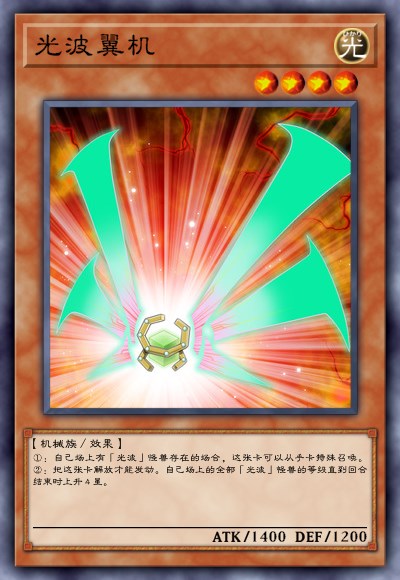 光波翼机
光
【机械族／效果】
①：自己场上有「光波」怪兽存在的场合，这张卡可以从手卡特殊召唤。
②：把这张卡解放才能发动。自己场上的全部「光波」怪兽的等级直到回合
结束时上升4星。
ATK/1400 DEF/1200